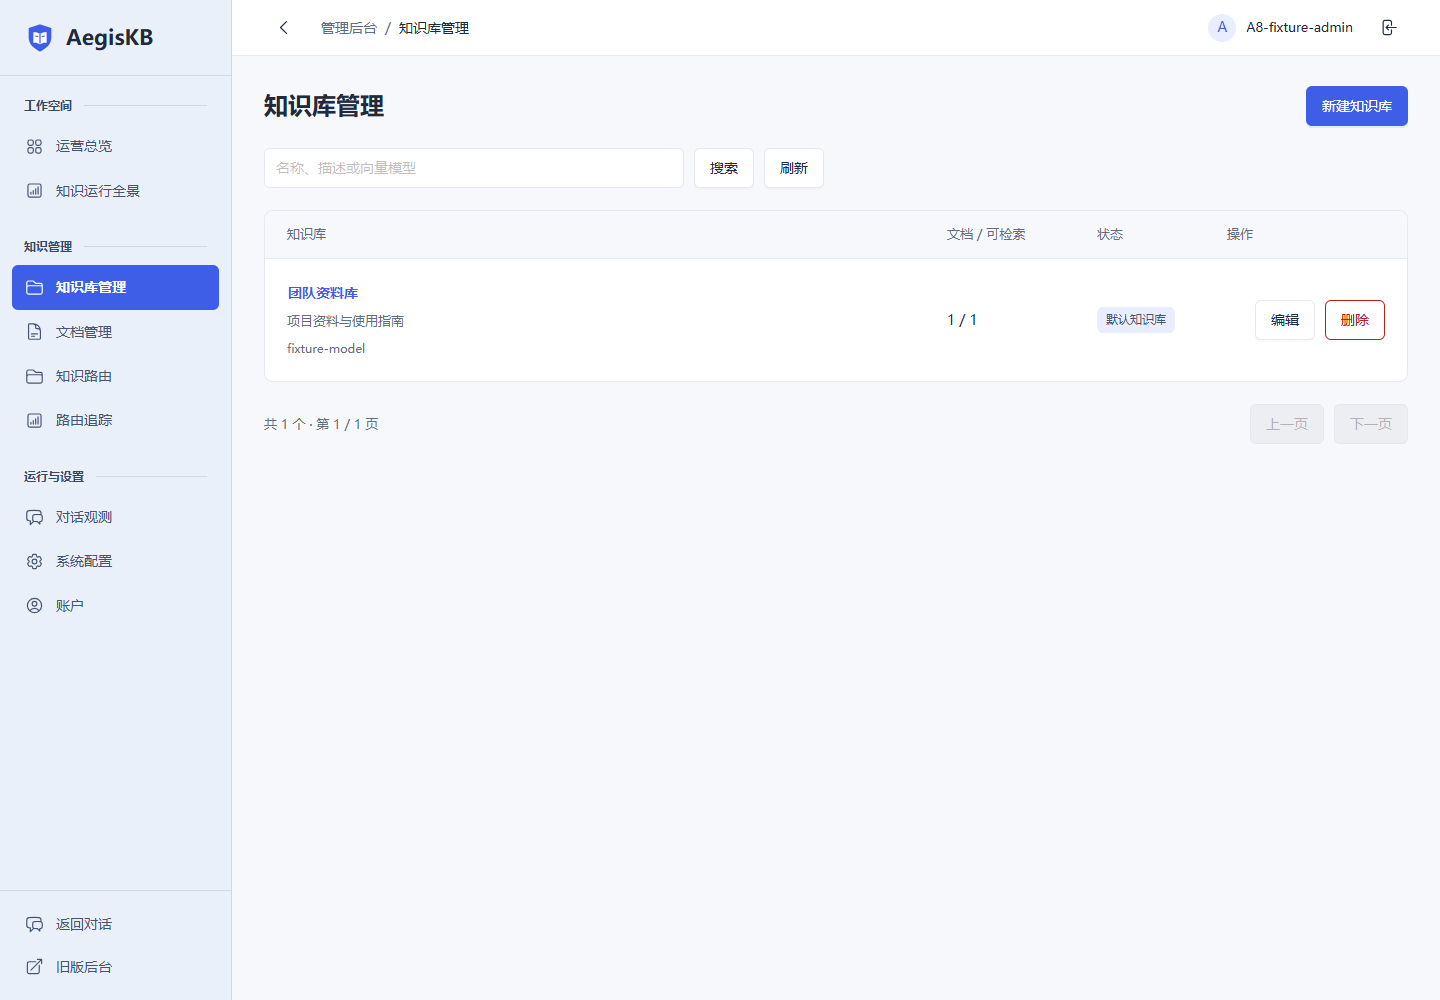 AegisKB
工作空间
运营总览
知识运行全景
知识管理
知识库管理
文档管理
知识路由
路由追踪
运行与设置
对话观测
系统配置
账户
返回对话
旧版后台
管理后台 / 知识库管理
A A8-fixture-admin
知识库管理
新建知识库
名称、描述或向量模型
搜索
刷新
知识库 文档 / 可检索 状态 操作
团队资料库
项目资料与使用指南
fixture-model
1 / 1
默认知识库
编辑
删除
共 1 个 · 第 1 / 1 页
上一页
下一页